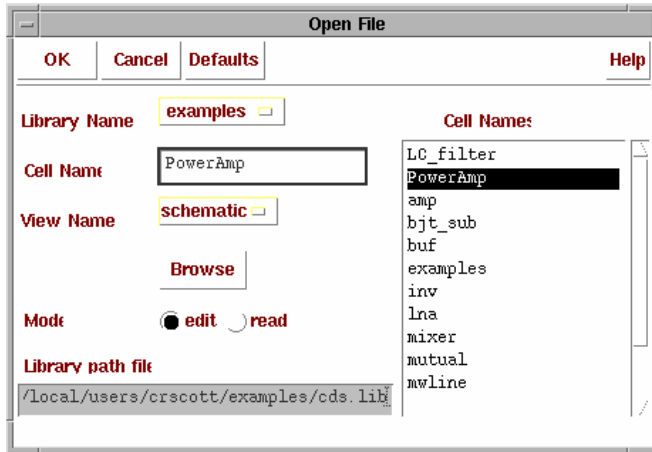 Open File
OK Cancel Defaults Help
Library Name examples
Cell Name PowerAmp
View Name schematic
Browse
Mode edit read
Library path file
/local/users/crscott/examples/cds.lib
Cell Names
LC_filter
PowerAmp
amp
bjt_sub
buf
examples
inv
lna
mixer
mutual
mwline